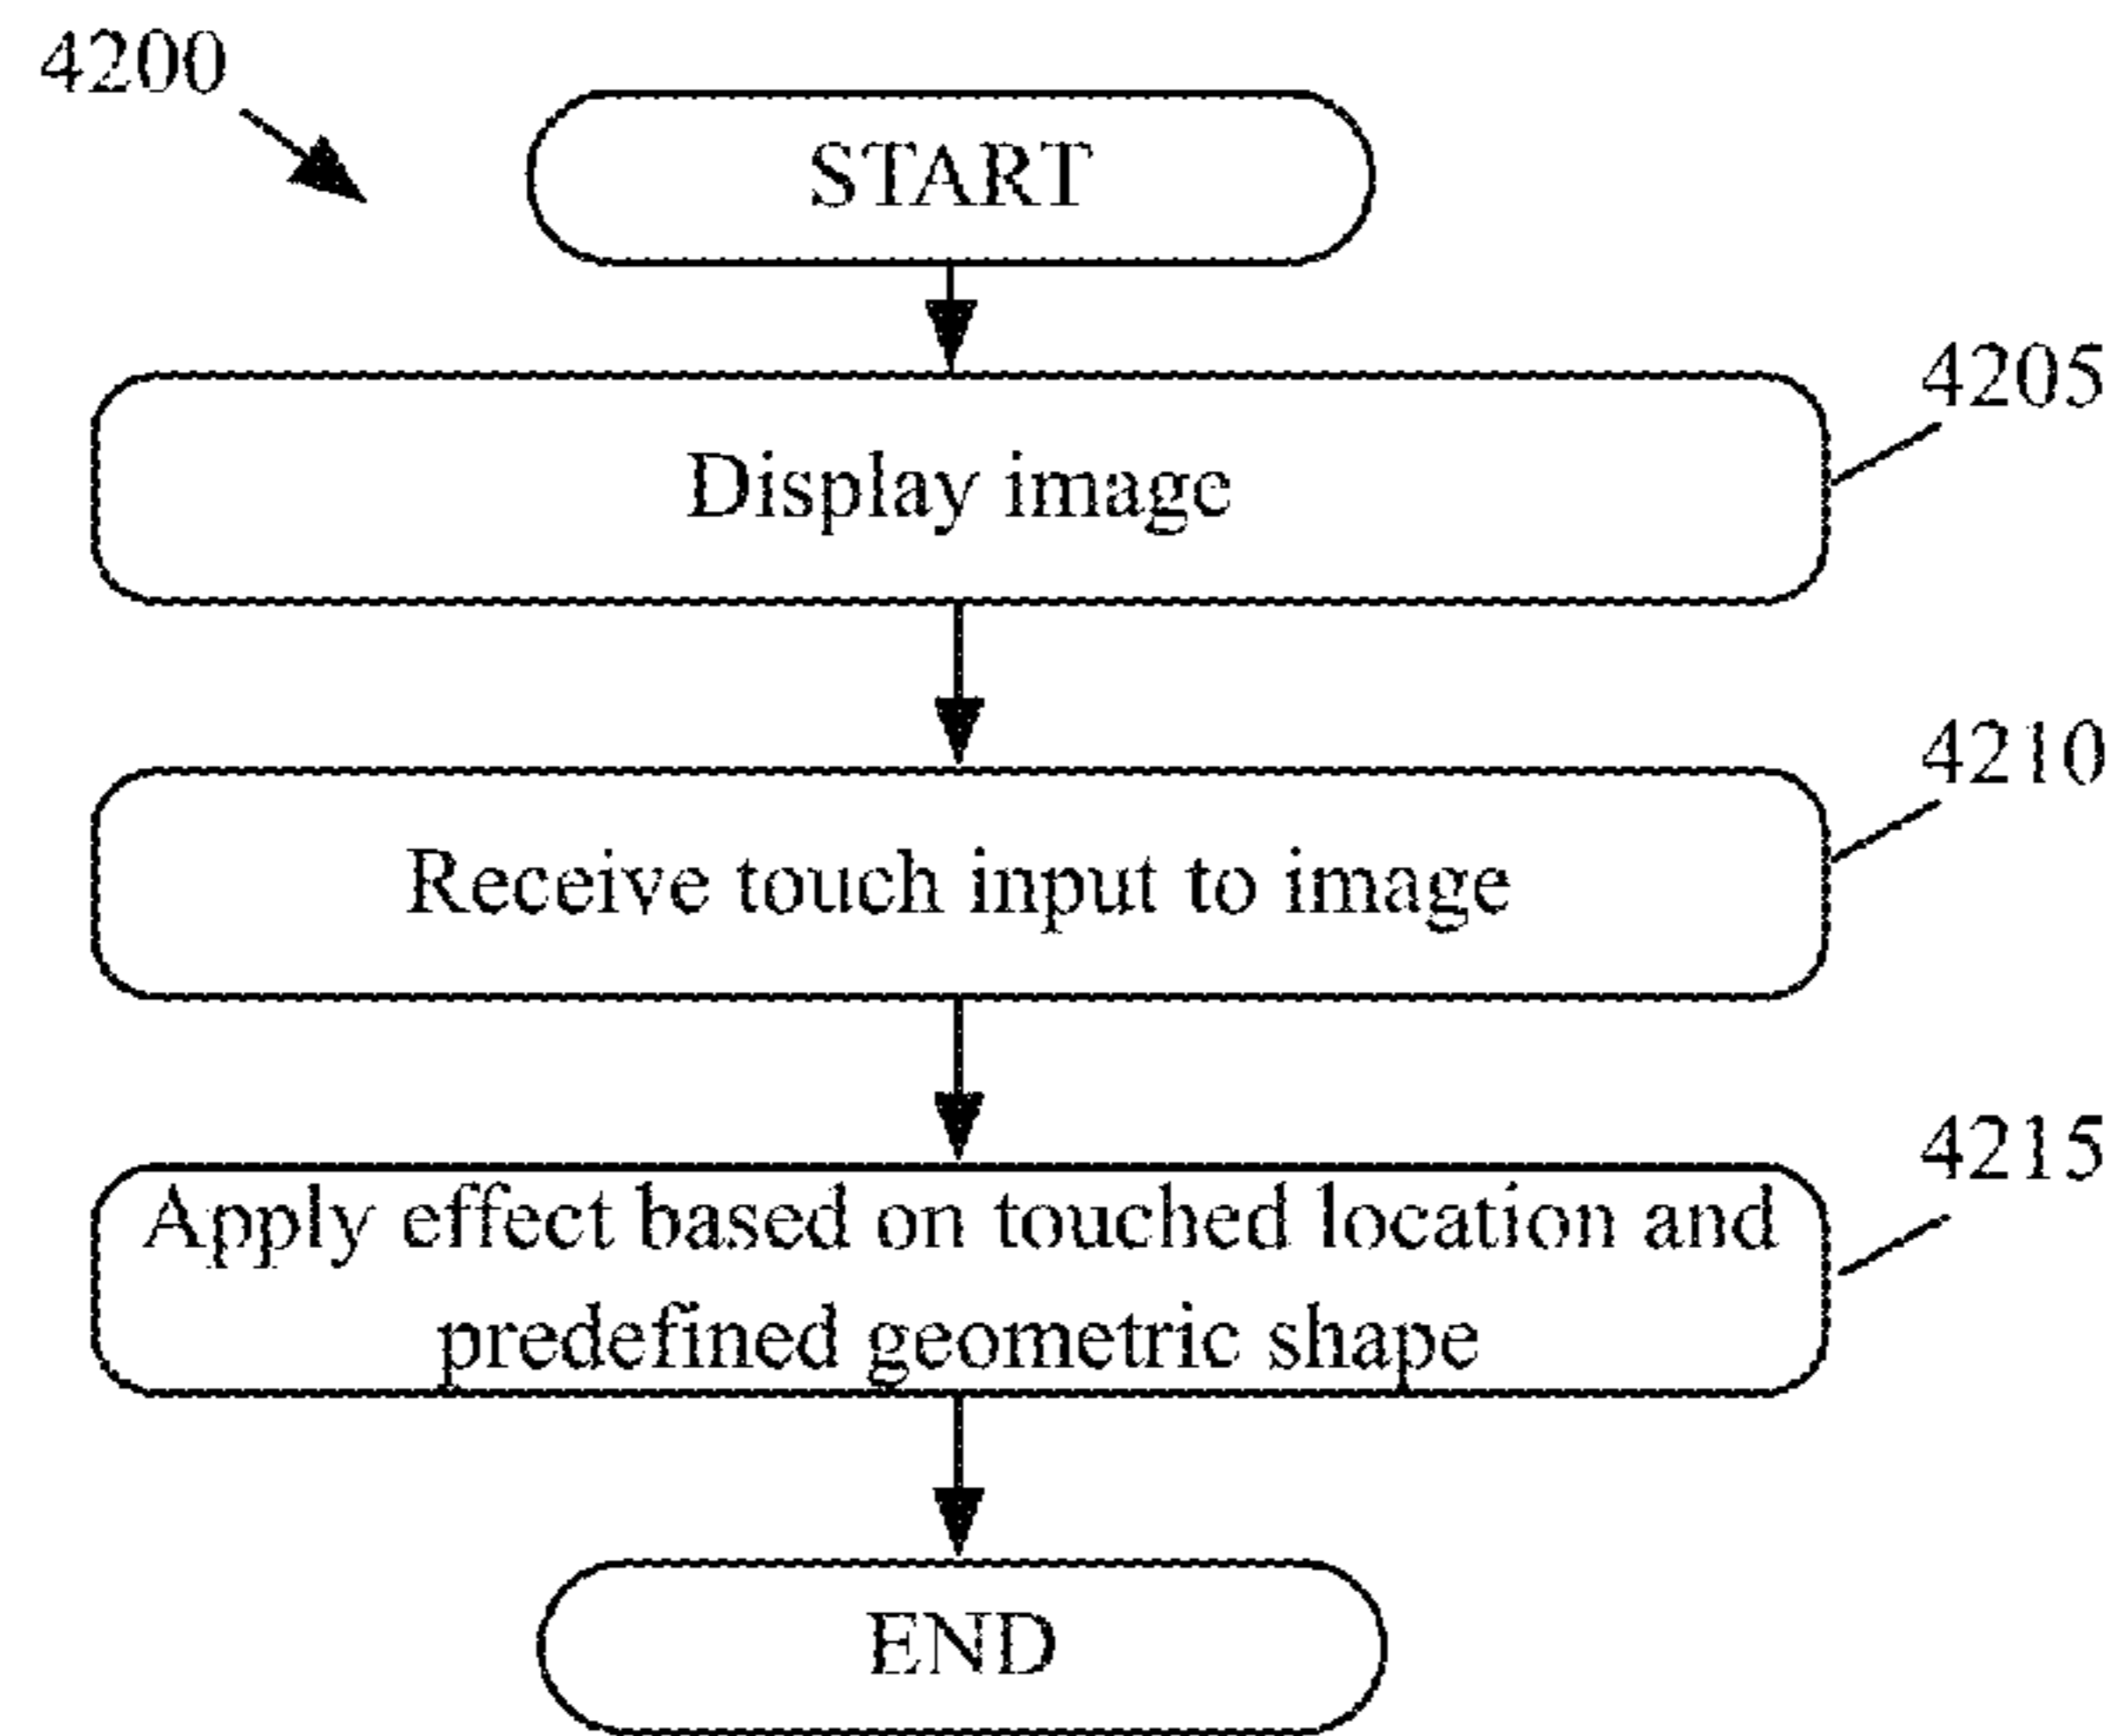 4200
START
4205
Display image
4210
Receive touch input to image
4215
Apply effect based on touched location and
predefined geometric shape
END